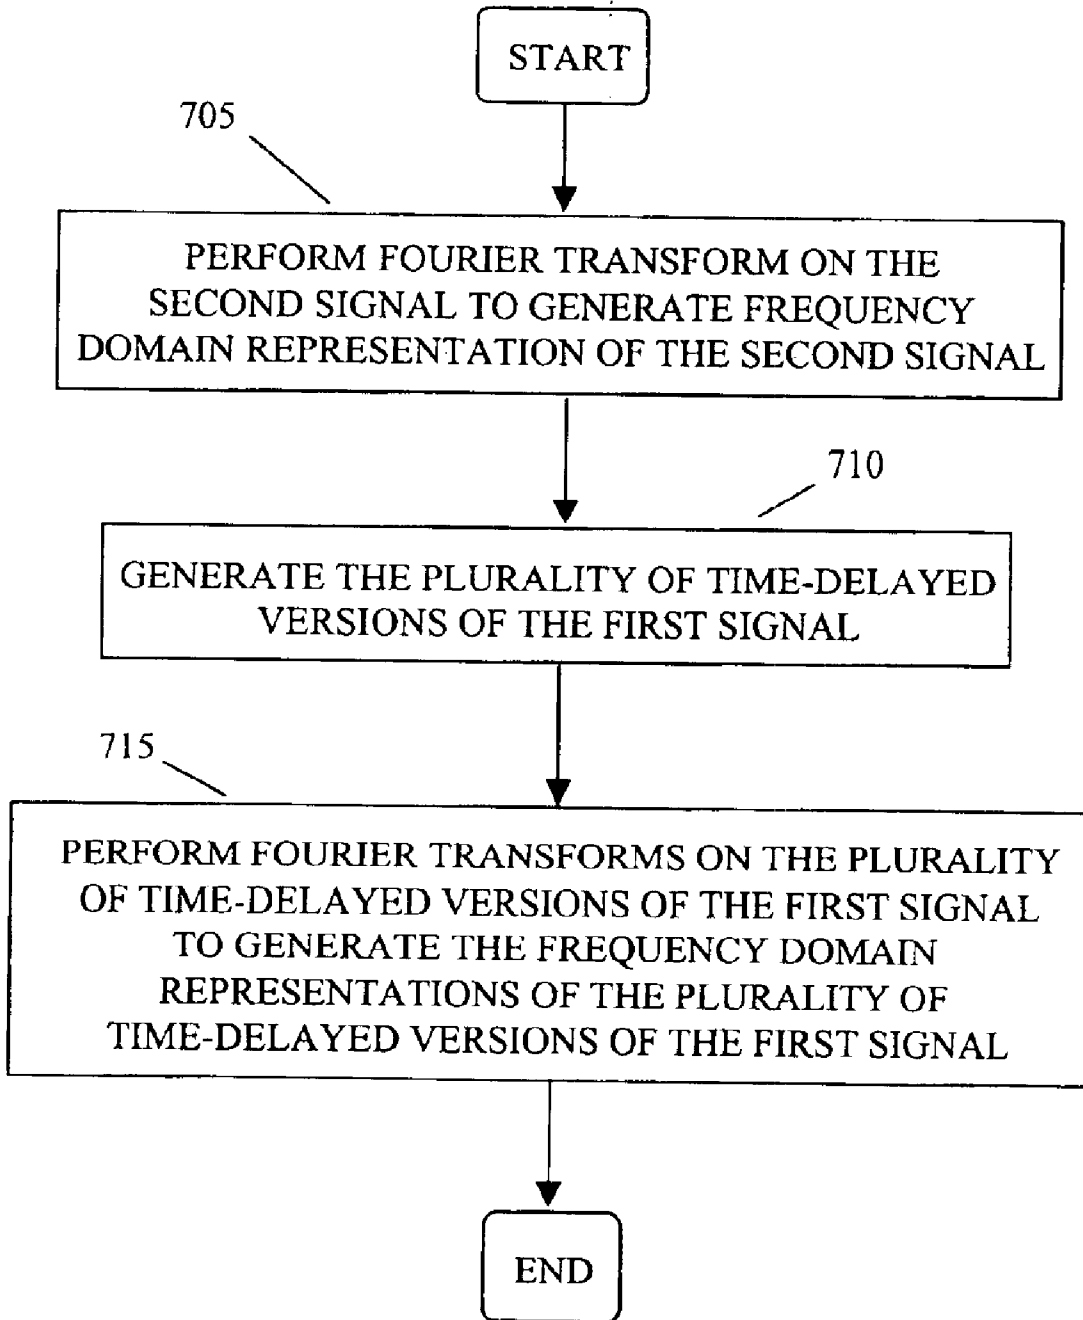 START
705
PERFORM FOURIER TRANSFORM ON THE
SECOND SIGNAL TO GENERATE FREQUENCY
DOMAIN REPRESENTATION OF THE SECOND SIGNAL
710
GENERATE THE PLURALITY OF TIME-DELAYED
VERSIONS OF THE FIRST SIGNAL
715
PERFORM FOURIER TRANSFORMS ON THE PLURALITY
OF TIME-DELAYED VERSIONS OF THE FIRST SIGNAL
TO GENERATE THE FREQUENCY DOMAIN
REPRESENTATIONS OF THE PLURALITY OF
TIME-DELAYED VERSIONS OF THE FIRST SIGNAL
END